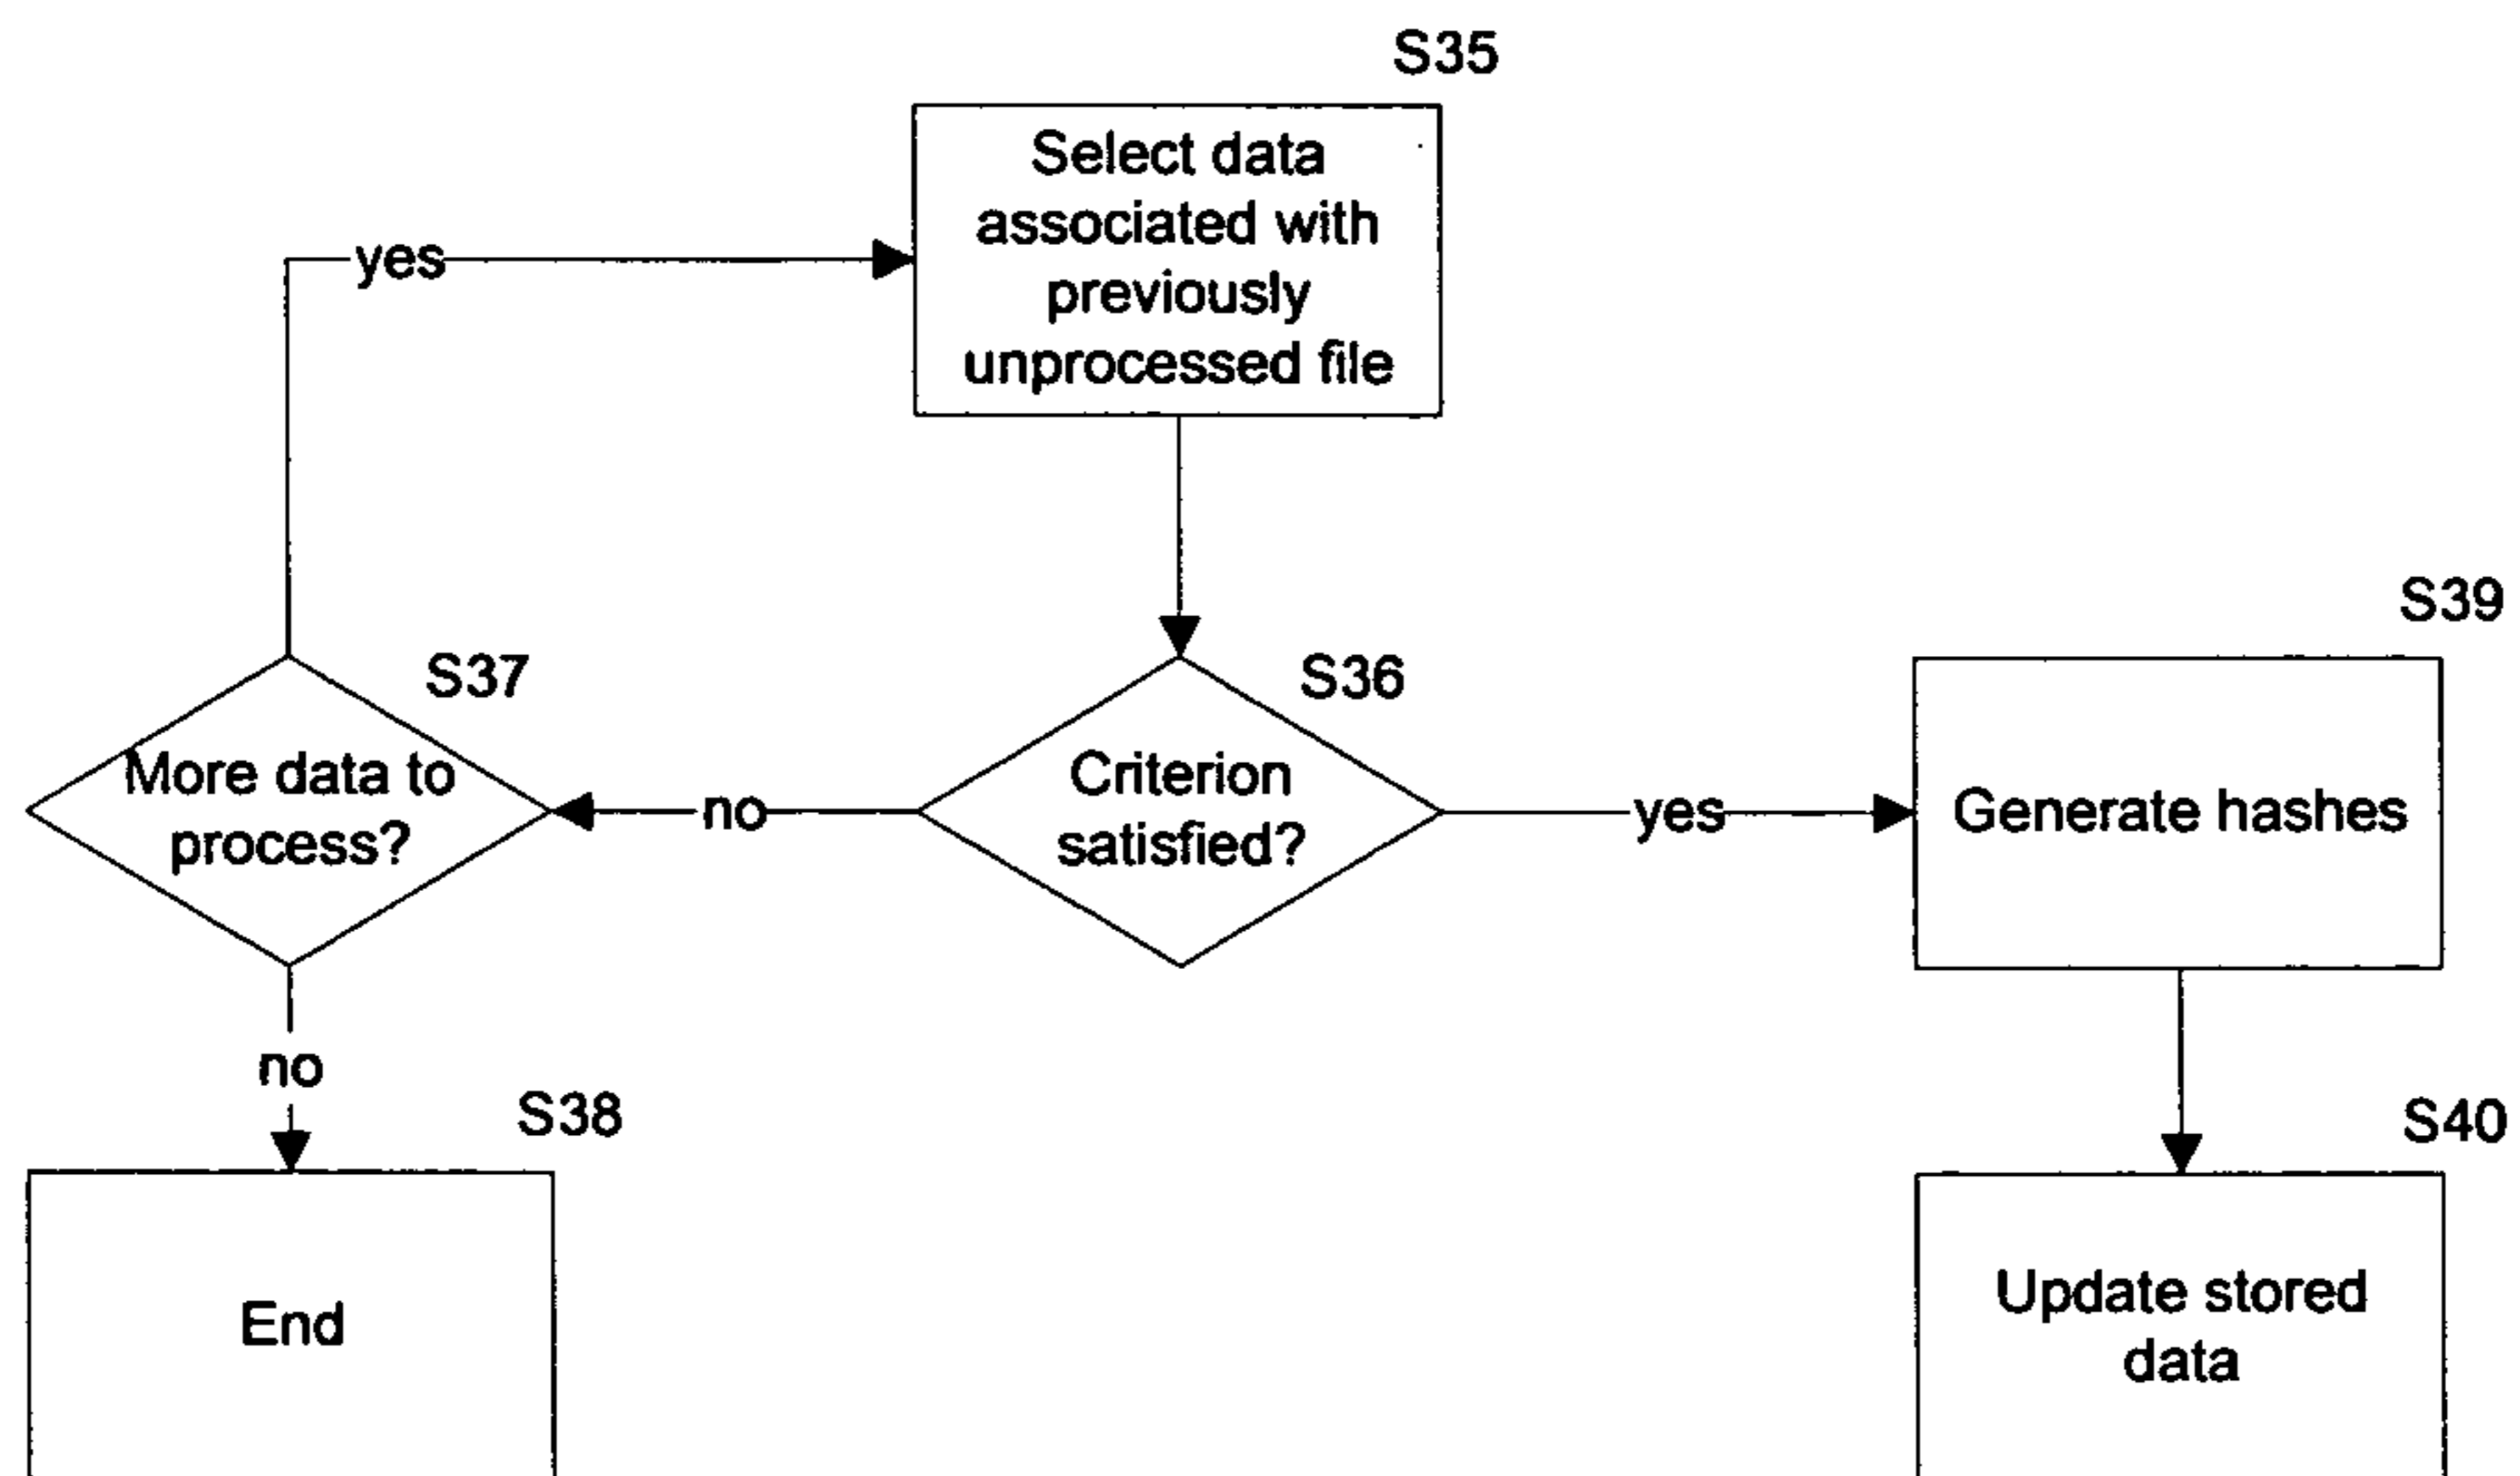 S35
Select data
associated with
previously
unprocessed file
yes
S39
S37
S36
More data to
process?
no
Criterion
satisfied?
yes
Generate hashes
no
S38
S40
End
Update stored
data